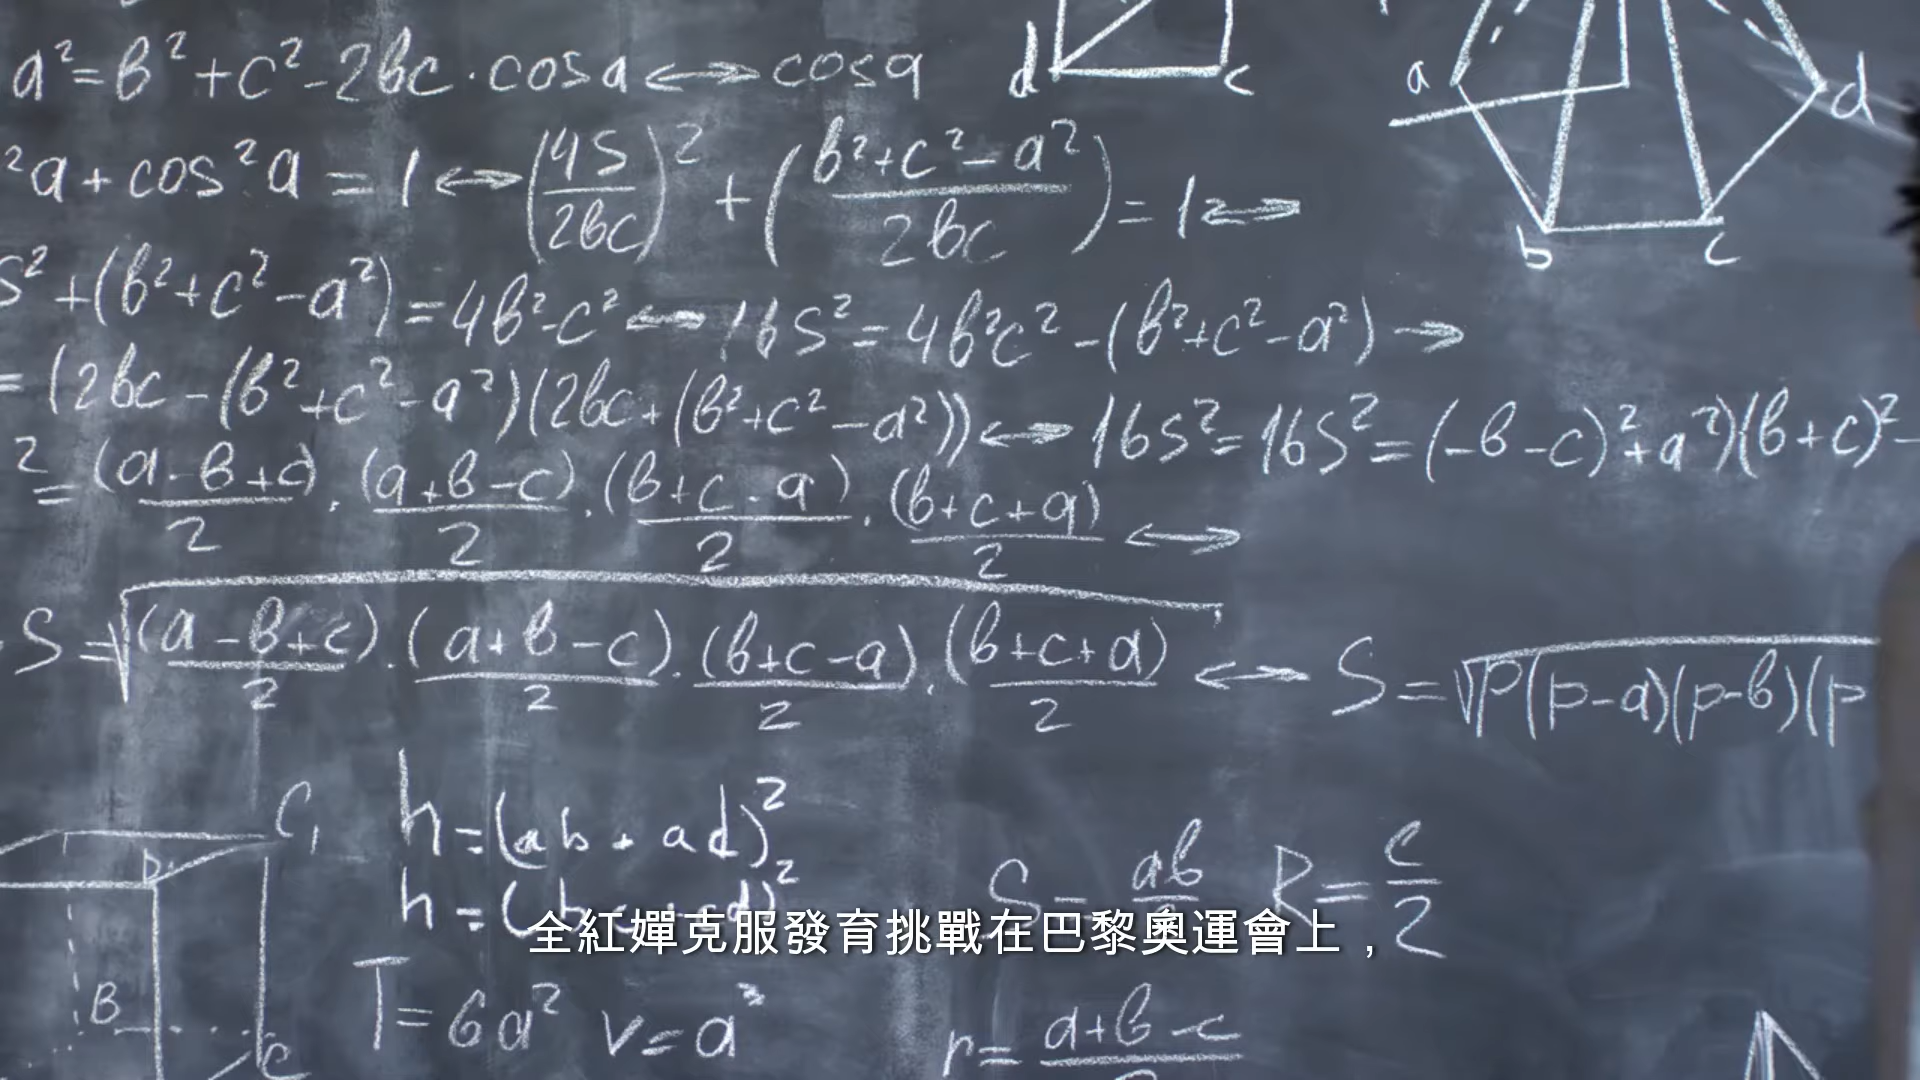 a²=b²+c²-2bc·cosa⟷cosa
d c
a d
b c
²a+cos²a=1⟷(4S/2bc)²+(b²+c²-a²/2bc)=1⟷
S²+(b²+c²-a²)=4b²-c²⟷16S²=4b²c²-(b²+c²-a²)→
=(2bc-(b²+c²-a²)(2bc+(b²+c²-a²))⟷16S²=16S²=(-b-c)²+a²)(b+c)²-
²=(a-b+c)/2·(a+b-c)/2·(b+c-a)/2·(b+c+a)/2⟷
S=√(a-b+c)/2·(a+b-c)/2·(b+c-a)/2·(b+c+a)/2⟷S=√p(p-a)(p-b)(p
C₁
D
h=(ab+ad)²
R=c/2
全紅嬋克服發育挑戰在巴黎奧運會上，
B
T=6a² v=a³
r=a+b-c